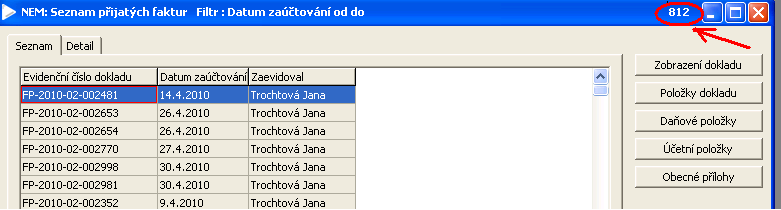 NEM: Seznam přijatých faktur Filtr : Datum zaúčtování od do 812
Seznam Detail
Evidenční číslo dokladu Datum zaúčtování Zaevidoval
FP-2010-02-002481 14.4.2010 Trochtová Jana
FP-2010-02-002653 26.4.2010 Trochtová Jana
FP-2010-02-002654 26.4.2010 Trochtová Jana
FP-2010-02-002770 27.4.2010 Trochtová Jana
FP-2010-02-002998 30.4.2010 Trochtová Jana
FP-2010-02-002981 30.4.2010 Trochtová Jana
FP-2010-02-002352 9.4.2010 Trochtová Jana
Zobrazení dokladu
Položky dokladu
Daňové položky
Účetní položky
Obecné přílohy